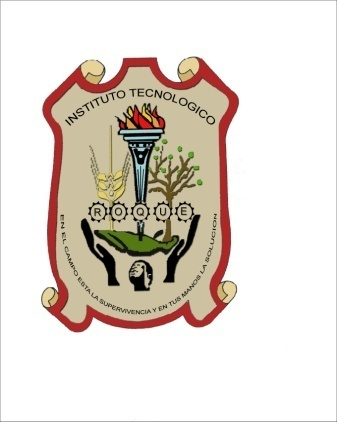 INSTITUTO TECNOLOGICO
ROQUE
EN EL CAMPO ESTA LA SUPERVIVENCIA Y EN TUS MANOS LA SOLUCION